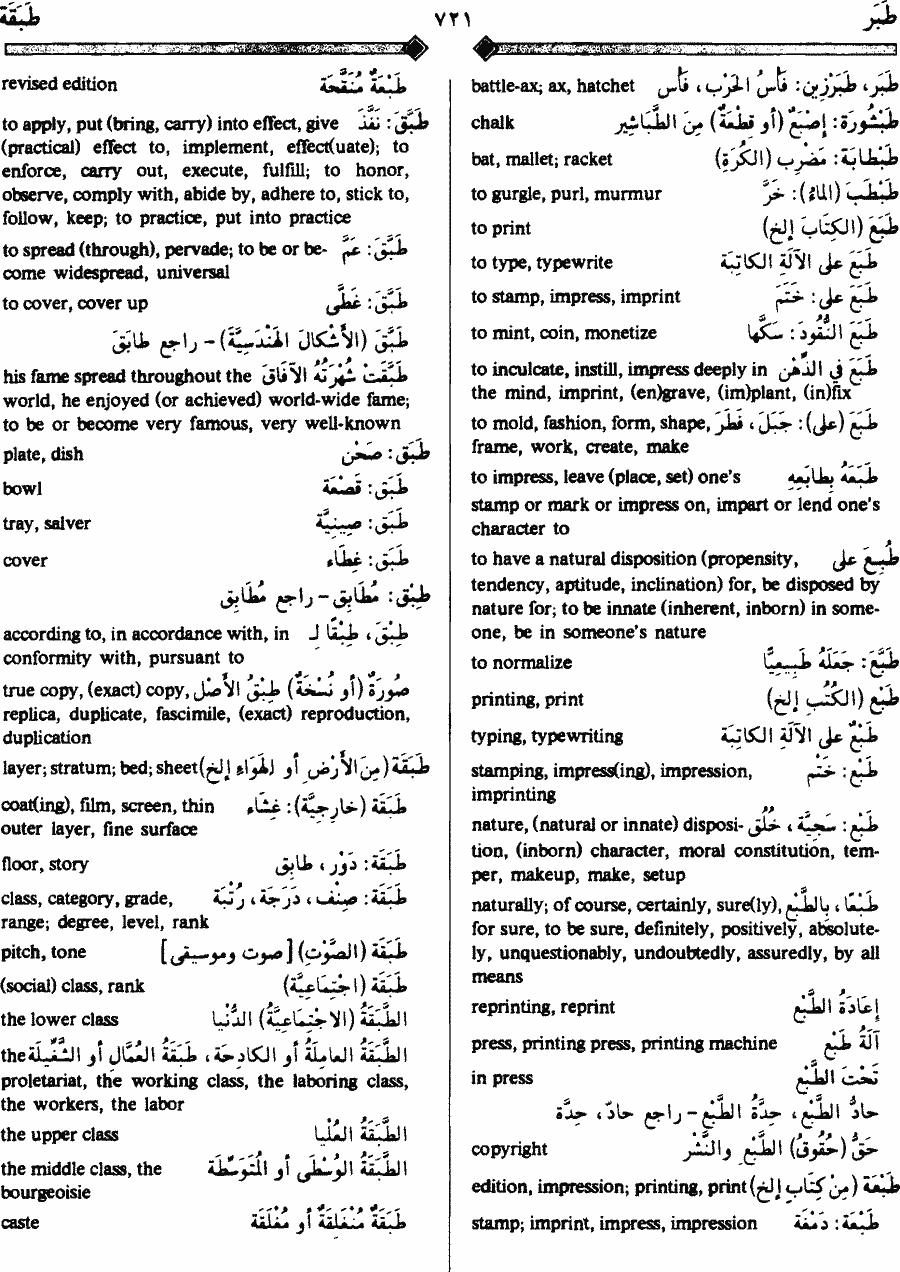 طَبَر ٧٢١ طَبَقَة
طَبَر، طَبَرْزِين: فَأْسُ الحَرْب، فَأْس battle-ax; ax, hatchet
طَبْشُورَة: إصْبَعٌ (أو قِطْعَةٌ) مِنَ الطَّبَاشِير chalk
طَبْطَابَة: مِضْرَب (الكُرَةِ) bat, mallet; racket
طَبْطَبَ (الماءُ): خَرَّ to gurgle, purl, murmur
طَبَعَ (الكِتَابَ إلخ) to print
طَبَعَ على الآلَةِ الكاتِبَة to type, typewrite
طَبَعَ على: خَتَمَ to stamp, impress, imprint
طَبَعَ النُّقُودَ: سَكَّها to mint, coin, monetize
طَبَعَ في الذِّهْن to inculcate, instill, impress deeply in
the mind, imprint, (en)grave, (im)plant, (in)fix
طَبَعَ (على): جَبَلَ، فَطَرَ to mold, fashion, form, shape,
frame, work, create, make
طَبَعَهُ بِطابَعِهِ to impress, leave (place, set) one's
stamp or mark or impress on, impart or lend one's
character to
طُبِعَ على to have a natural disposition (propensity,
tendency, aptitude, inclination) for, be disposed by
nature for; to be innate (inherent, inborn) in some-
one, be in someone's nature
طَبَّعَ: جَعَلَهُ طَبِيعِيّاً to normalize
طَبْع (الكُتُبِ إلخ) printing, print
طَبْعٌ على الآلَةِ الكاتِبَة typing, typewriting
طَبْع: خَتْم stamping, impress(ing), impression,
imprinting
طَبْع: سَجِيَّة، خُلُق nature, (natural or innate) disposi-
tion, (inborn) character, moral constitution, tem-
per, makeup, make, setup
طَبْعًا، بِالطَّبْع naturally; of course, certainly, sure(ly),
for sure, to be sure, definitely, positively, absolute-
ly, unquestionably, undoubtedly, assuredly, by all
means
إعَادَةُ الطَّبْع reprinting, reprint
آلَةُ طَبْع press, printing press, printing machine
تَحْتَ الطَّبْع in press
حادُّ الطَّبْع، حِدَّةُ الطَّبْع - راجع حادّ، حِدَّة
حَقُّ (حُقُوقُ) الطَّبْع والنَّشْر copyright
طَبْعَة (مِنْ كِتَابٍ إلخ) edition, impression; printing, print
طَبْعَة: دَمْغَة stamp; imprint, impress, impression
طَبْعَةٌ مُنَقَّحَة revised edition
طَبَّقَ: نَفَّذَ to apply, put (bring, carry) into effect, give
(practical) effect to, implement, effect(uate); to
enforce, carry out, execute, fulfill; to honor,
observe, comply with, abide by, adhere to, stick to,
follow, keep; to practice, put into practice
طَبَّقَ: عَمَّ to spread (through), pervade; to be or be-
come widespread, universal
طَبَّقَ: غَطَّى to cover, cover up
طَبَّقَ (الأَشْكالَ الهَنْدَسِيَّةَ) - راجع طابَقَ
طَبَّقَتْ شُهْرَتُهُ الآفَاقَ his fame spread throughout the
world, he enjoyed (or achieved) world-wide fame;
to be or become very famous, very well-known
طَبَق: صَحْن plate, dish
طَبَق: قَصْعَة bowl
طَبَق: صِينِيَّة tray, salver
طَبَق: غِطَاء cover
طِبْق: مُطَابِق - راجع مُطَابِق
طِبْقَ، طِبْقًا لـِ according to, in accordance with, in
conformity with, pursuant to
صُورَةٌ (أو نُسْخَةٌ) طِبْقُ الأَصْل true copy, (exact) copy,
replica, duplicate, fascimile, (exact) reproduction,
duplication
طَبَقَة (مِنَ الأَرْضِ أو الهَوَاءِ إلخ) layer; stratum; bed; sheet
طَبَقَة (خارِجِيَّة): غِشَاء coat(ing), film, screen, thin
outer layer, fine surface
طَبَقَة: دَوْر، طابِق floor, story
طَبَقَة: صِنْف، دَرَجَة، رُتْبَة class, category, grade,
range; degree, level, rank
طَبَقَة (الصَّوْتِ) [صوت وموسيقى] pitch, tone
طَبَقَة (اجْتِمَاعِيَّة) (social) class, rank
الطَّبَقَةُ (الاجْتِمَاعِيَّةُ) الدُّنْيا the lower class
الطَّبَقَةُ العامِلَةُ أو الكادِحَة، طَبَقَةُ العُمَّالِ أو الشَّغِّيلَة the
proletariat, the working class, the laboring class,
the workers, the labor
الطَّبَقَةُ العُلْيا the upper class
الطَّبَقَةُ الوُسْطَى أو المُتَوَسِّطَة the middle class, the
bourgeoisie
طَبَقَةٌ مُنْغَلِقَةٌ أو مُغْلَقَة caste